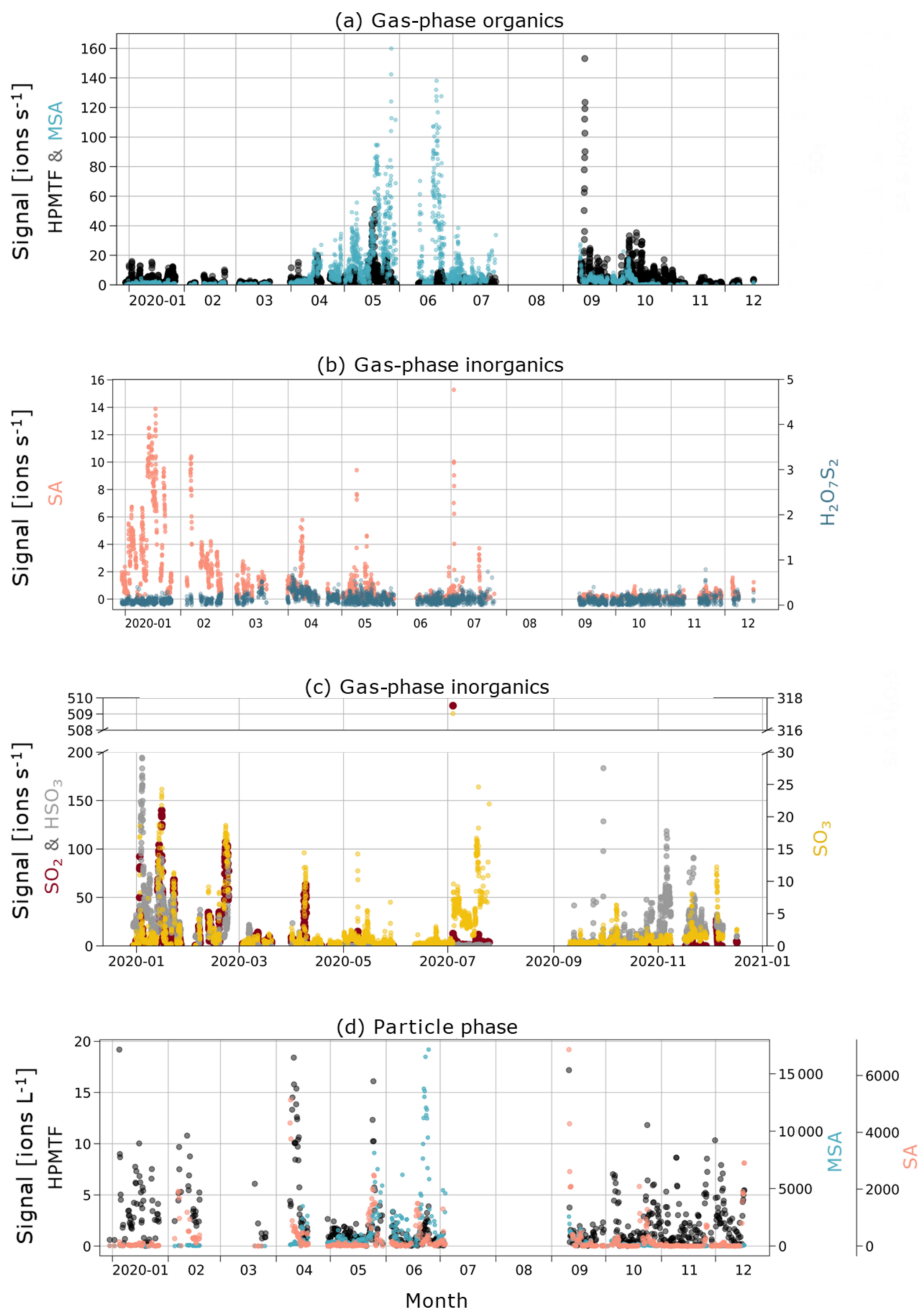 (a) Gas-phase organics
Signal [ions s⁻¹]
HPMTF & MSA
160
140
120
100
80
60
40
20
0
2020-01 02 03 04 05 06 07 08 09 10 11 12
(b) Gas-phase inorganics
Signal [ions s⁻¹]
SA
16
14
12
10
8
6
4
2
0
5
4
3
2
1
0
H₂O₇S₂
2020-01 02 03 04 05 06 07 08 09 10 11 12
(c) Gas-phase inorganics
Signal [ions s⁻¹]
SO₂ & HSO₃
510
509
508
200
150
100
50
0
318
316
30
25
20
15
10
5
0
SO₃
2020-01 2020-03 2020-05 2020-07 2020-09 2020-11 2021-01
(d) Particle phase
Signal [ions L⁻¹]
HPMTF
20
15
10
5
0
15 000
10 000
5000
0
MSA
6000
4000
2000
0
SA
2020-01 02 03 04 05 06 07 08 09 10 11 12
Month